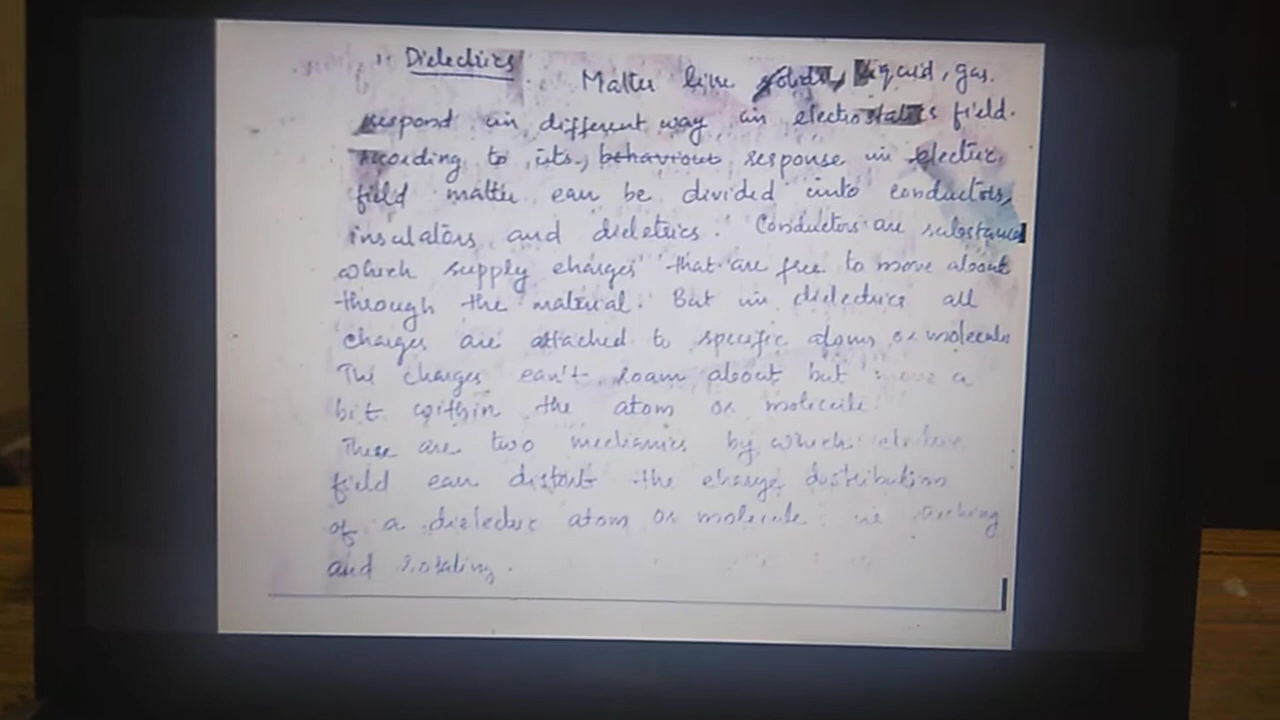 Dielectrics
Matter like solid, liquid, gas.
respond in different way in electrostatics field.
According to its, behaviour response in electric
field matter can be divided into conductors,
insulators and dieletrics. Conductors are substance
which supply charges that are free to move about
through the material. But in dielectrics all
charges are attached to specific atoms or molecule
The charges can't roam about but move a
bit within the atom or molecule
There are two mechanics by which
field can distort the charge distribution
of a dielectric atom or molecule ie
and rotating.